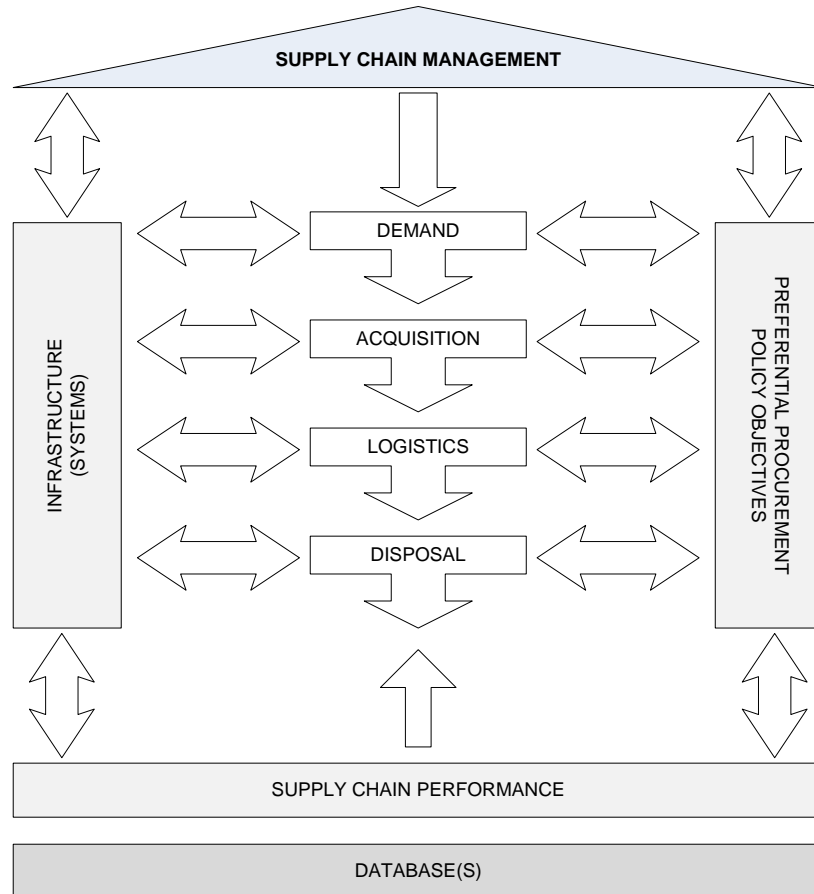 SUPPLY CHAIN MANAGEMENT
DEMAND
ACQUISITION
LOGISTICS
DISPOSAL
INFRASTRUCTURE
(SYSTEMS)
PREFERENTIAL PROCUREMENT
POLICY OBJECTIVES
SUPPLY CHAIN PERFORMANCE
DATABASE(S)